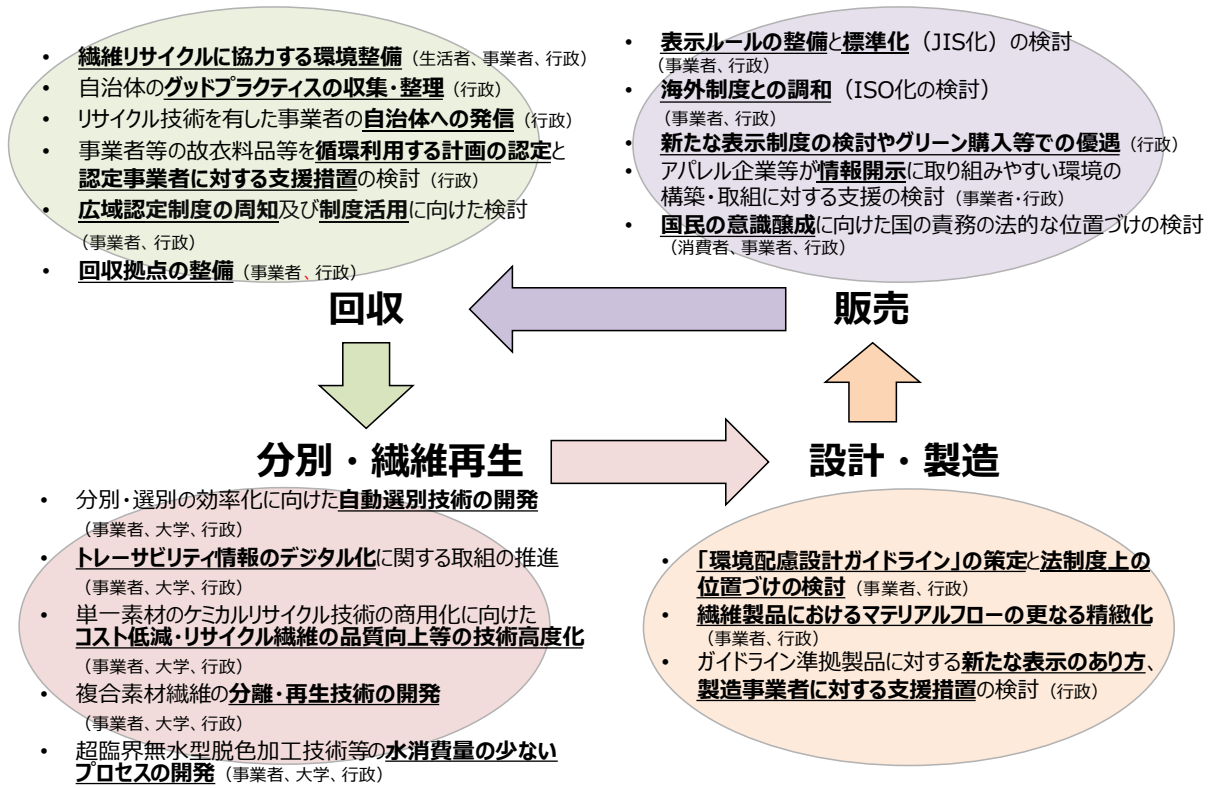 • 繊維リサイクルに協力する環境整備（生活者、事業者、行政）
• 自治体のグッドプラクティスの収集・整理（行政）
• リサイクル技術を有した事業者の自治体への発信（行政）
• 事業者等の故衣料品等を循環利用する計画の認定と
認定事業者に対する支援措置の検討（行政）
• 広域認定制度の周知及び制度活用に向けた検討
（事業者、行政）
• 回収拠点の整備（事業者、行政）
• 表示ルールの整備と標準化（JIS化）の検討
（事業者、行政）
• 海外制度との調和（ISO化の検討）
（事業者、行政）
• 新たな表示制度の検討やグリーン購入等での優遇（行政）
• アパレル企業等が情報開示に取り組みやすい環境の
構築・取組に対する支援の検討（事業者・行政）
• 国民の意識醸成に向けた国の責務の法的な位置づけの検討
（消費者、事業者、行政）
回収
販売
分別・繊維再生
設計・製造
• 分別・選別の効率化に向けた自動選別技術の開発
（事業者、大学、行政）
• トレーサビリティ情報のデジタル化に関する取組の推進
（事業者、大学、行政）
• 単一素材のケミカルリサイクル技術の商用化に向けた
コスト低減・リサイクル繊維の品質向上等の技術高度化
（事業者、大学、行政）
• 複合素材繊維の分離・再生技術の開発
（事業者、大学、行政）
• 超臨界無水型脱色加工技術等の水消費量の少ない
プロセスの開発（事業者、大学、行政）
• 「環境配慮設計ガイドライン」の策定と法制度上の
位置づけの検討（事業者、行政）
• 繊維製品におけるマテリアルフローの更なる精緻化
（事業者、行政）
• ガイドライン準拠製品に対する新たな表示のあり方、
製造事業者に対する支援措置の検討（行政）